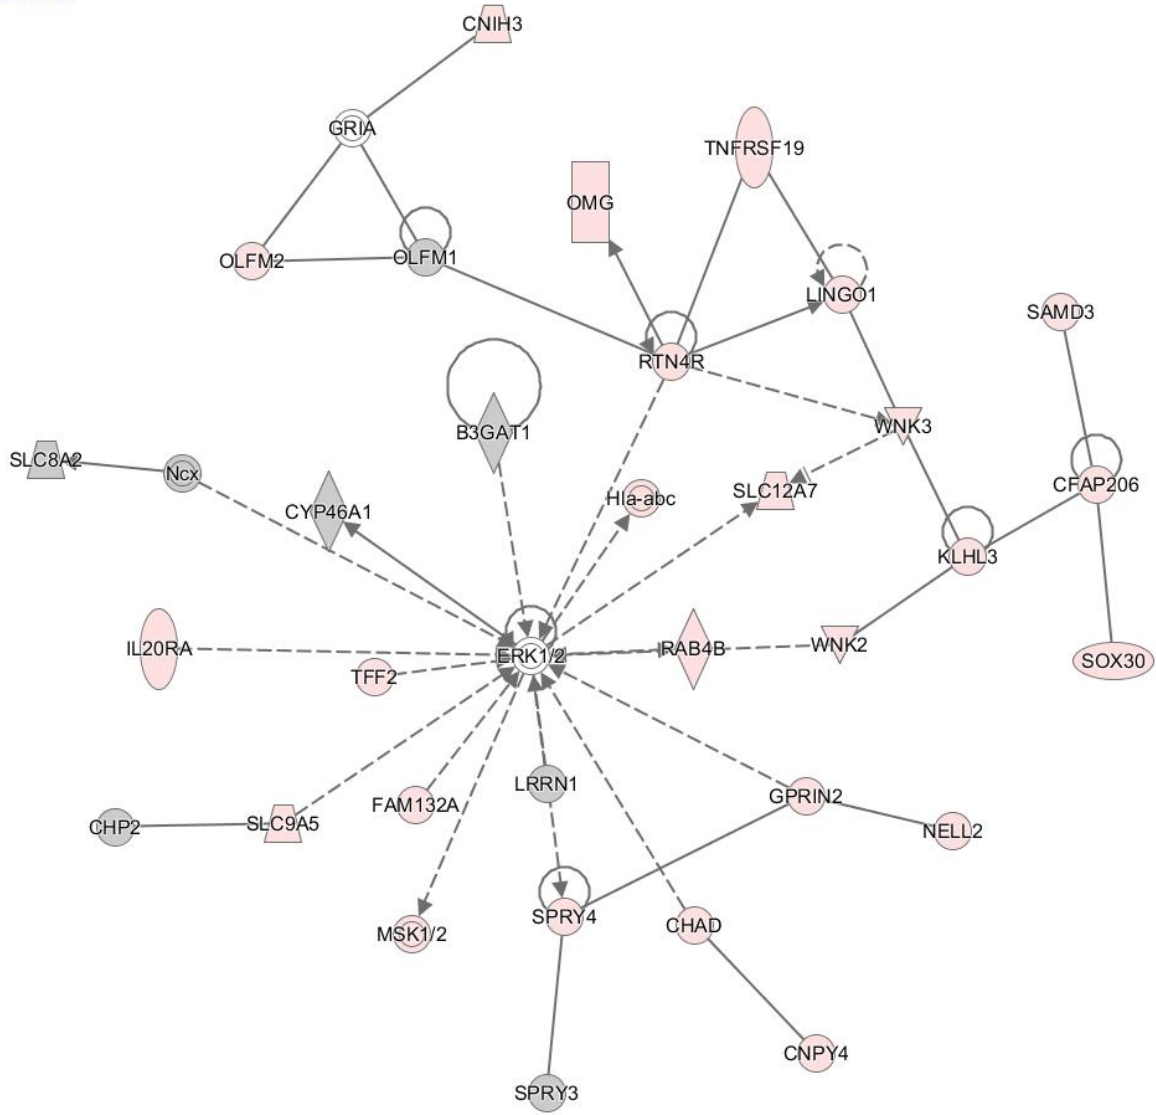 CNIH3
GRIA
TNFRSF19
OMG
OLFM1
OLFM2
LINGO1
SAMD3
RTN4R
WNK3
B3GAT1
SLC8A2
Ncx
CFAP206
SLC12A7
Hla-abc
CYP46A1
KLHL3
WNK2
IL20RA
RAB4B
ERK1/2
SOX30
TFF2
LRRN1
GPRIN2
FAM132A
SLC9A5
CHP2
NELL2
SPRY4
CHAD
MSK1/2
CNPY4
SPRY3